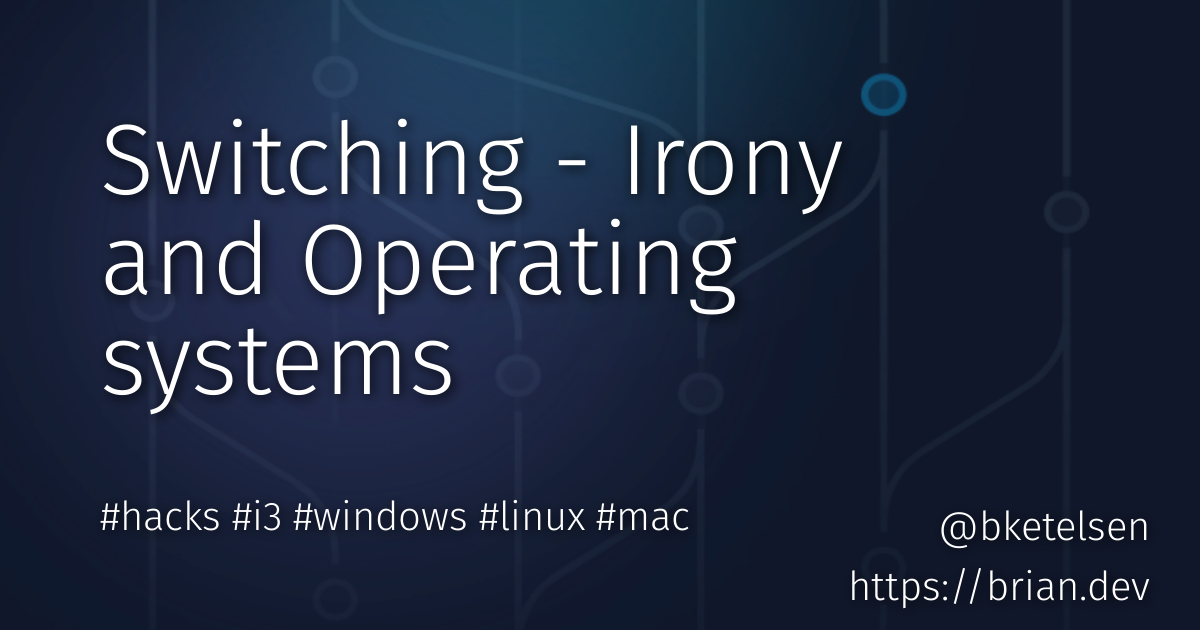 Switching - Irony
and Operating
systems
#hacks #i3 #windows #linux #mac
@bketelsen
https://brian.dev